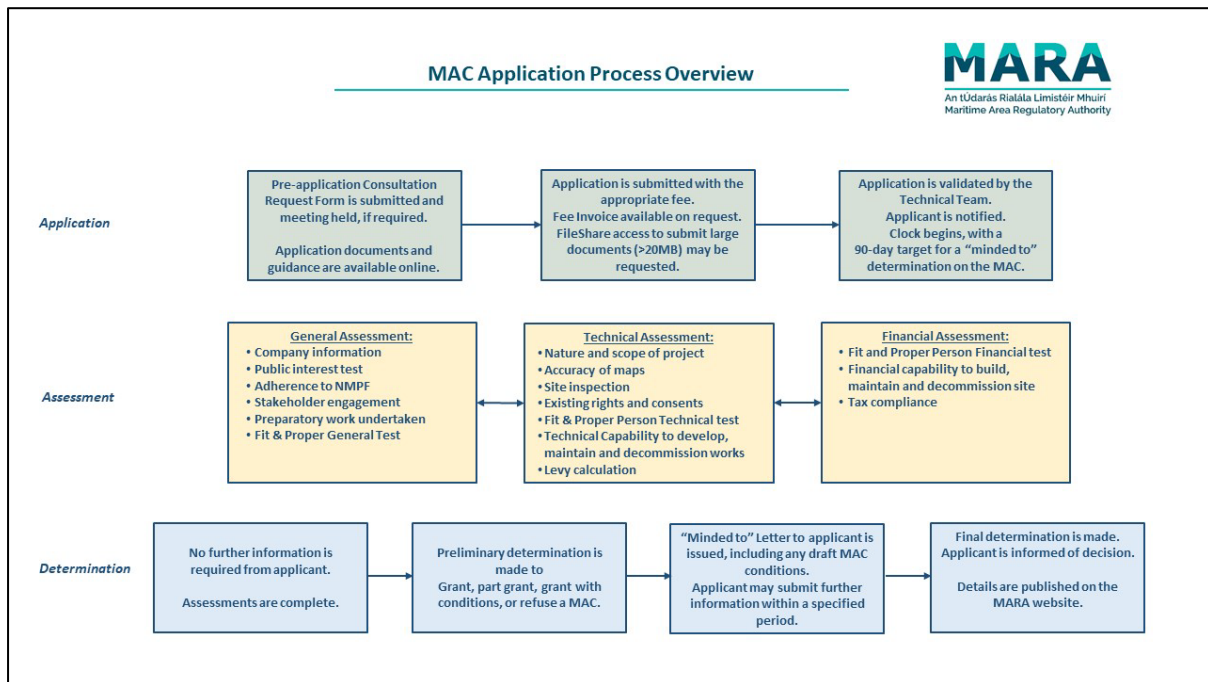 MAC Application Process Overview
MARA
An tÚdarás Rialála Limistéir Mhuirí
Maritime Area Regulatory Authority
Application
Pre-application Consultation
Request Form is submitted and
meeting held, if required.
Application documents and
guidance are available online.
Application is submitted with the
appropriate fee.
Fee Invoice available on request.
FileShare access to submit large
documents (>20MB) may be
requested.
Application is validated by the
Technical Team.
Applicant is notified.
Clock begins, with a
90-day target for a “minded to”
determination on the MAC.
Assessment
General Assessment:
• Company information
• Public interest test
• Adherence to NMPF
• Stakeholder engagement
• Preparatory work undertaken
• Fit & Proper General Test
Technical Assessment:
• Nature and scope of project
• Accuracy of maps
• Site inspection
• Existing rights and consents
• Fit & Proper Person Technical test
• Technical Capability to develop,
maintain and decommission works
• Levy calculation
Financial Assessment:
• Fit and Proper Person Financial test
• Financial capability to build,
maintain and decommission site
• Tax compliance
Determination
No further information is
required from applicant.
Assessments are complete.
Preliminary determination is
made to
Grant, part grant, grant with
conditions, or refuse a MAC.
“Minded to” Letter to applicant is
issued, including any draft MAC
conditions.
Applicant may submit further
information within a specified
period.
Final determination is made.
Applicant is informed of decision.
Details are published on the
MARA website.